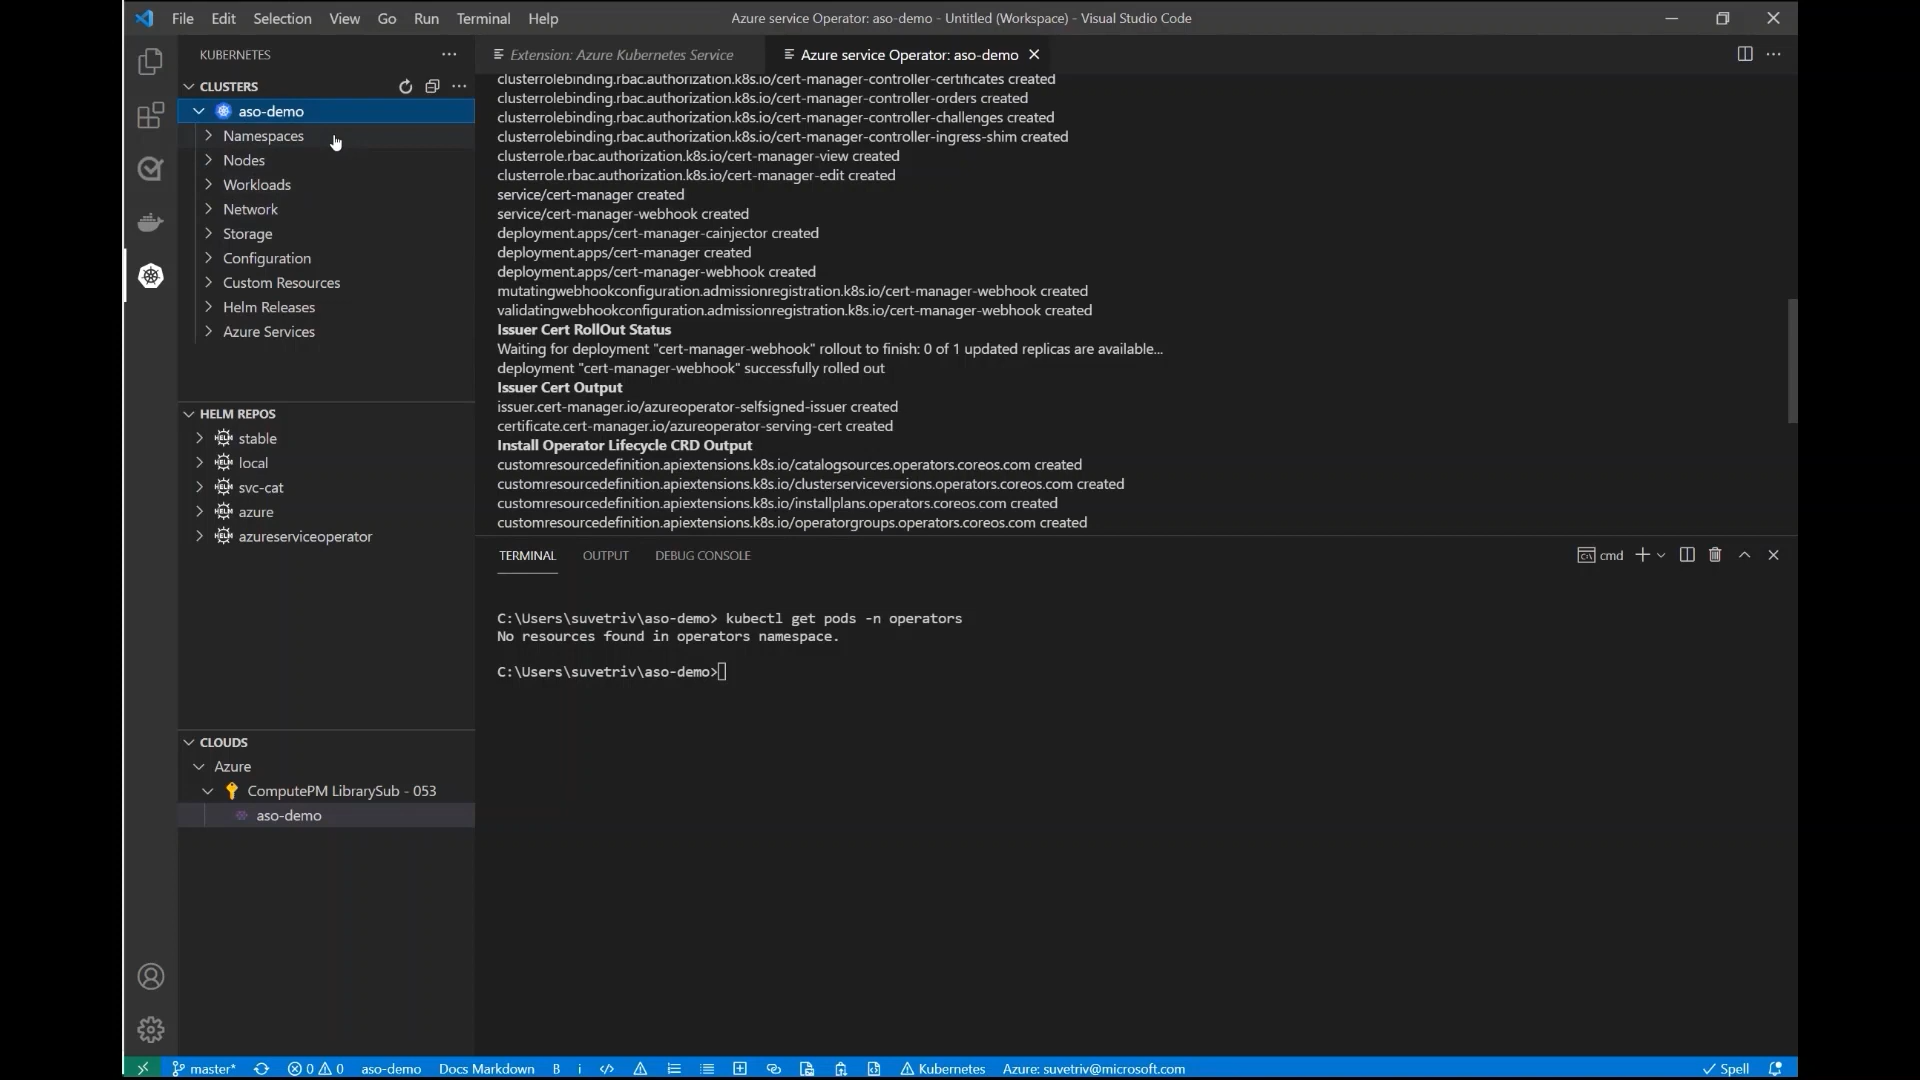 File Edit Selection View Go Run Terminal Help
Azure service Operator: aso-demo - Untitled (Workspace) - Visual Studio Code
KUBERNETES
CLUSTERS
aso-demo
Namespaces
Nodes
Workloads
Network
Storage
Configuration
Custom Resources
Helm Releases
Azure Services
HELM REPOS
HELM stable
HELM local
HELM svc-cat
HELM azure
HELM azureserviceoperator
CLOUDS
Azure
ComputePM LibrarySub - 053
aso-demo
Extension: Azure Kubernetes Service
Azure service Operator: aso-demo
clusterrolebinding.rbac.authorization.k8s.io/cert-manager-controller-certificates created
clusterrolebinding.rbac.authorization.k8s.io/cert-manager-controller-orders created
clusterrolebinding.rbac.authorization.k8s.io/cert-manager-controller-challenges created
clusterrolebinding.rbac.authorization.k8s.io/cert-manager-controller-ingress-shim created
clusterrole.rbac.authorization.k8s.io/cert-manager-view created
clusterrole.rbac.authorization.k8s.io/cert-manager-edit created
service/cert-manager created
service/cert-manager-webhook created
deployment.apps/cert-manager-cainjector created
deployment.apps/cert-manager created
deployment.apps/cert-manager-webhook created
mutatingwebhookconfiguration.admissionregistration.k8s.io/cert-manager-webhook created
validatingwebhookconfiguration.admissionregistration.k8s.io/cert-manager-webhook created
Issuer Cert RollOut Status
Waiting for deployment "cert-manager-webhook" rollout to finish: 0 of 1 updated replicas are available...
deployment "cert-manager-webhook" successfully rolled out
Issuer Cert Output
issuer.cert-manager.io/azureoperator-selfsigned-issuer created
certificate.cert-manager.io/azureoperator-serving-cert created
Install Operator Lifecycle CRD Output
customresourcedefinition.apiextensions.k8s.io/catalogsources.operators.coreos.com created
customresourcedefinition.apiextensions.k8s.io/clusterserviceversions.operators.coreos.com created
customresourcedefinition.apiextensions.k8s.io/installplans.operators.coreos.com created
customresourcedefinition.apiextensions.k8s.io/operatorgroups.operators.coreos.com created
TERMINAL OUTPUT DEBUG CONSOLE
cmd
C:\Users\suvetriv\aso-demo> kubectl get pods -n operators
No resources found in operators namespace.
C:\Users\suvetriv\aso-demo>
master* 0 0 aso-demo Docs Markdown B i </> Kubernetes Azure: suvetriv@microsoft.com Spell